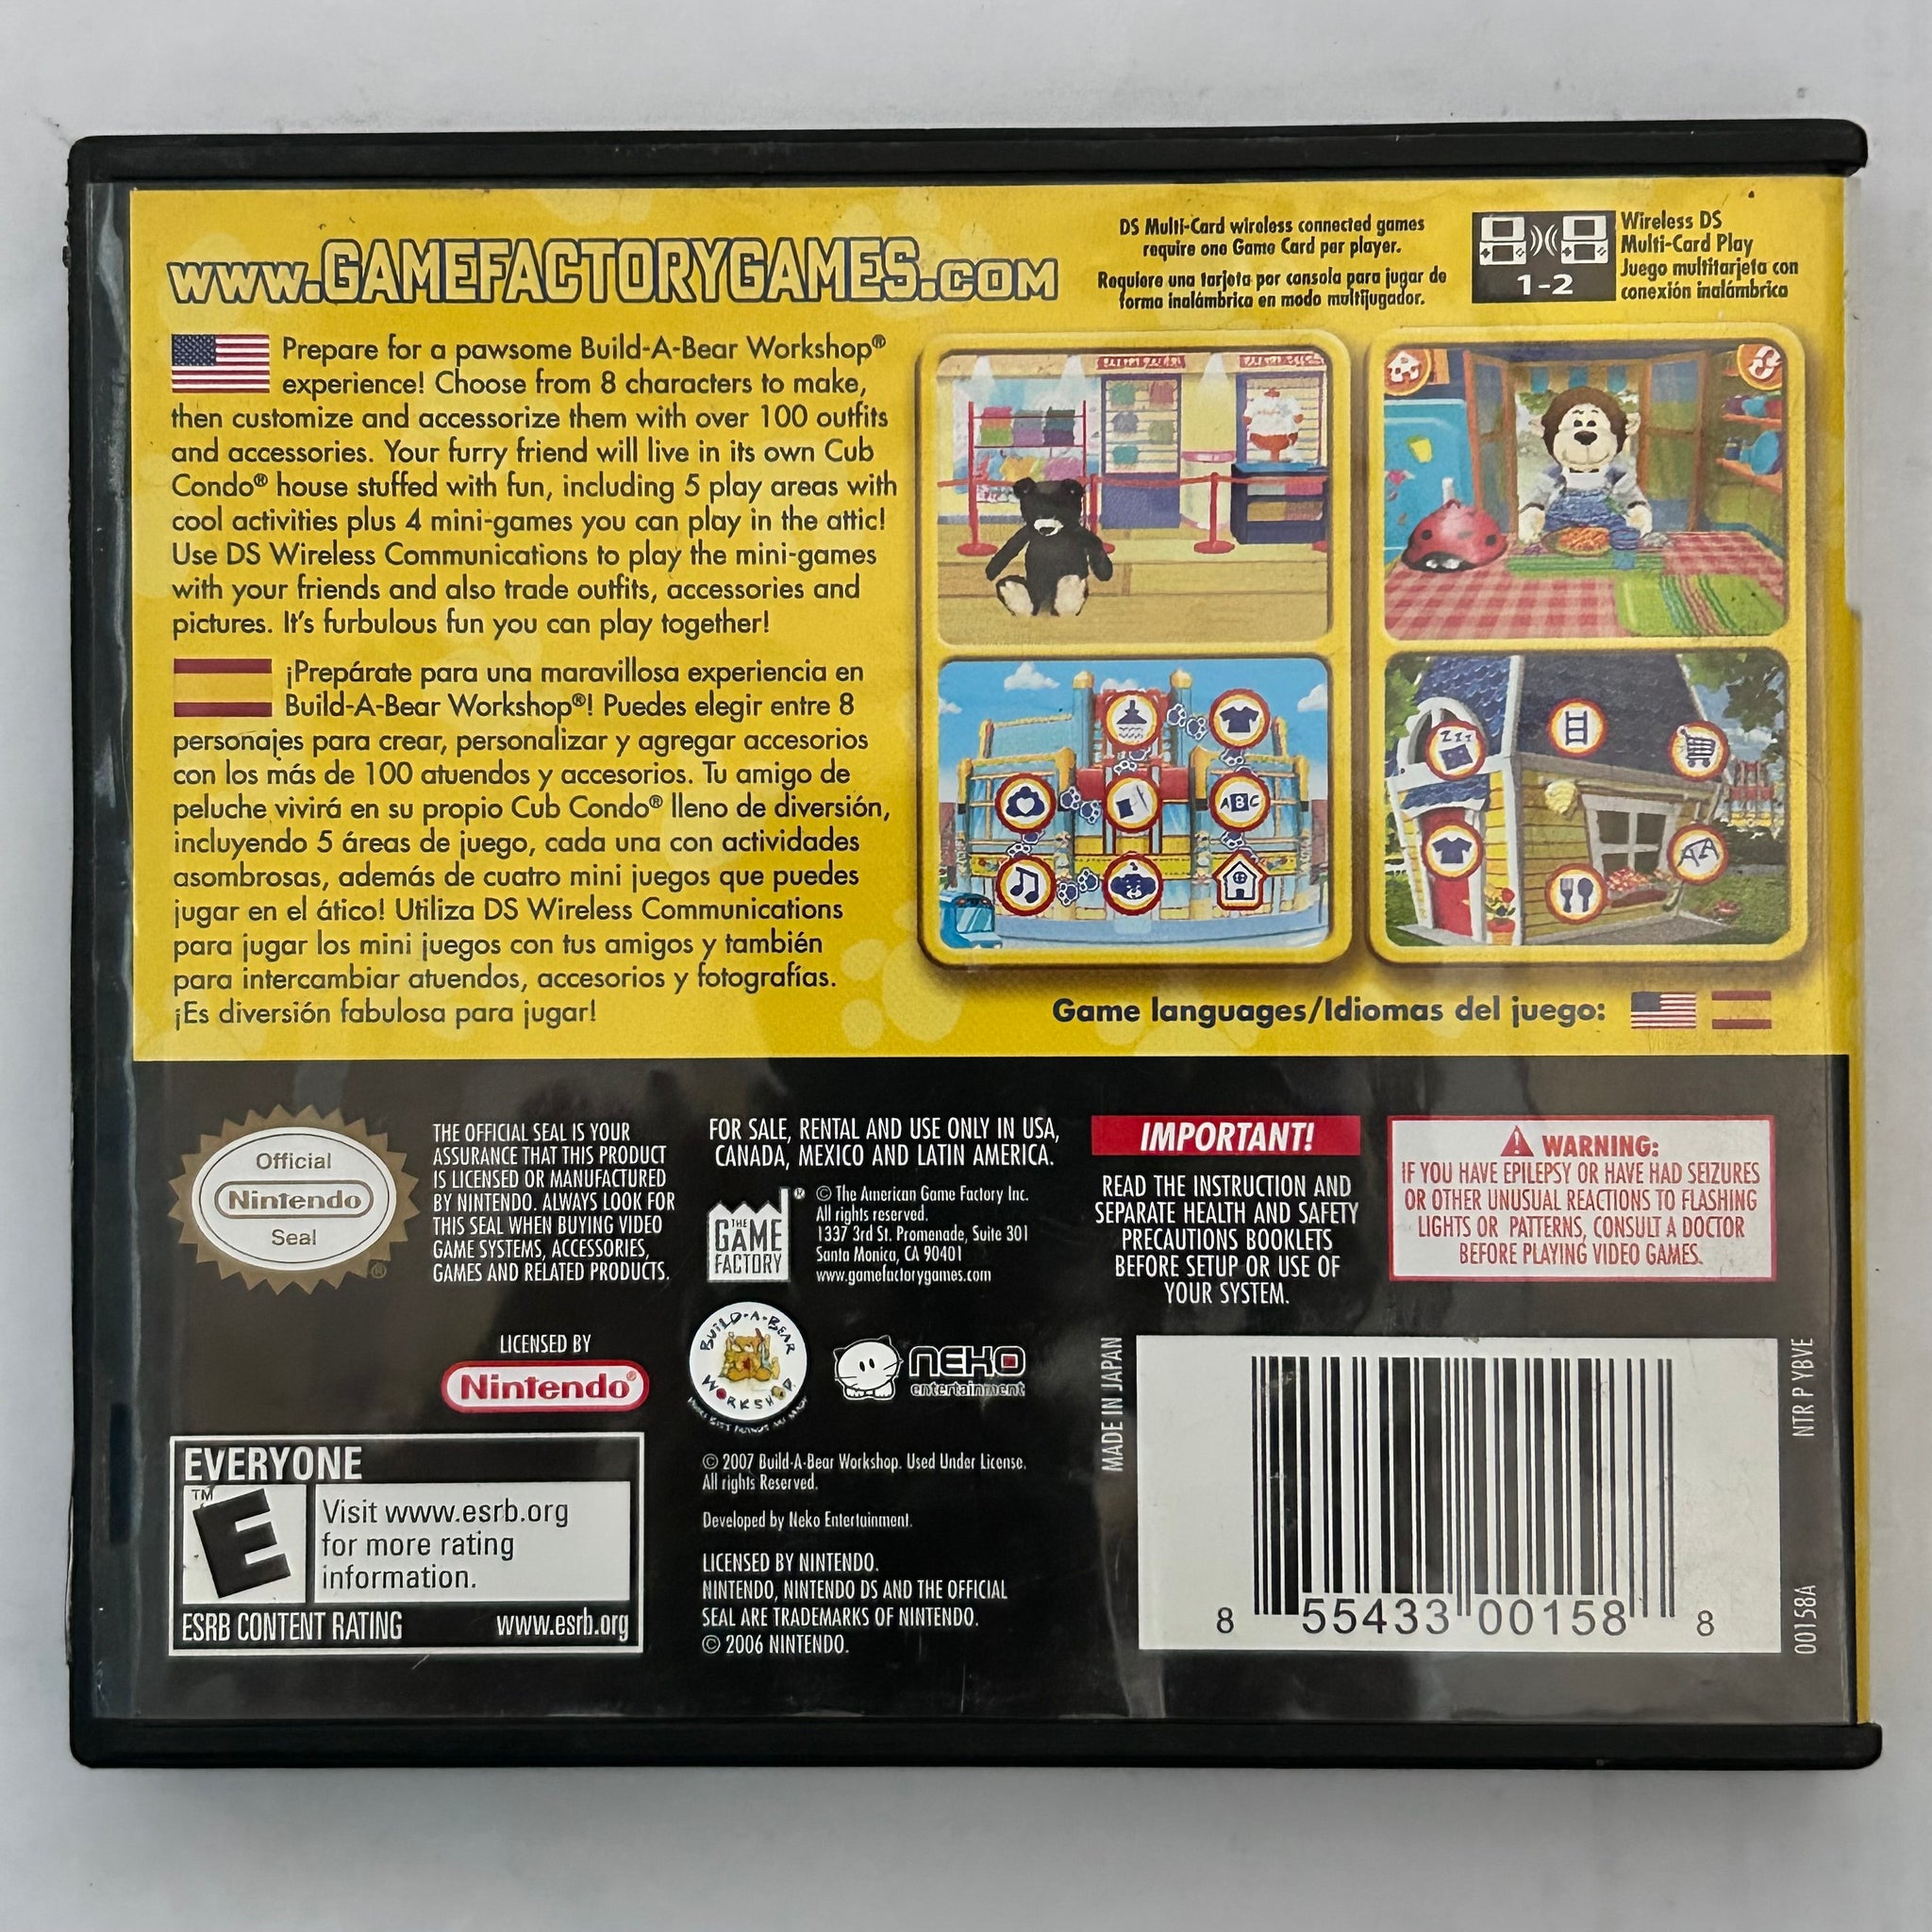 www.GAMEFACTORYGAMES.com
DS Multi-Card wireless connected games
require one Game Card per player.
Requiere una tarjeta por consola para jugar de
forma inalámbrica en modo multijugador.
1-2
Wireless DS
Multi-Card Play
Juego multitarjeta con
conexión inalámbrica
Prepare for a pawsome Build-A-Bear Workshop®
experience! Choose from 8 characters to make,
then customize and accessorize them with over 100 outfits
and accessories. Your furry friend will live in its own Cub
Condo® house stuffed with fun, including 5 play areas with
cool activities plus 4 mini-games you can play in the attic!
Use DS Wireless Communications to play the mini-games
with your friends and also trade outfits, accessories and
pictures. It's furbulous fun you can play together!
¡Prepárate para una maravillosa experiencia en
Build-A-Bear Workshop®! Puedes elegir entre 8
personajes para crear, personalizar y agregar accesorios
con los más de 100 atuendos y accesorios. Tu amigo de
peluche vivirá en su propio Cub Condo® lleno de diversión,
incluyendo 5 áreas de juego, cada una con actividades
asombrosas, además de cuatro mini juegos que puedes
jugar en el ático! Utiliza DS Wireless Communications
para jugar los mini juegos con tus amigos y también
para intercambiar atuendos, accesorios y fotografías.
¡Es diversión fabulosa para jugar!
ABC
ZZZ
Game languages/Idiomas del juego:
Official
Nintendo
Seal
®
THE OFFICIAL SEAL IS YOUR
ASSURANCE THAT THIS PRODUCT
IS LICENSED OR MANUFACTURED
BY NINTENDO. ALWAYS LOOK FOR
THIS SEAL WHEN BUYING VIDEO
GAME SYSTEMS, ACCESSORIES,
GAMES AND RELATED PRODUCTS.
LICENSED BY
Nintendo®
EVERYONE
TM
E
Visit www.esrb.org
for more rating
information.
ESRB CONTENT RATING www.esrb.org
FOR SALE, RENTAL AND USE ONLY IN USA,
CANADA, MEXICO AND LATIN AMERICA.
THE
GAME
FACTORY
®
© The American Game Factory Inc.
All rights reserved.
1337 3rd St. Promenade, Suite 301
Santa Monica, CA 90401
www.gamefactorygames.com
BUILD-A-BEAR
WORKSHOP
NEKO
entertainment
© 2007 Build-A-Bear Workshop. Used Under License.
All rights Reserved.
Developed by Neko Entertainment.
LICENSED BY NINTENDO.
NINTENDO, NINTENDO DS AND THE OFFICIAL
SEAL ARE TRADEMARKS OF NINTENDO.
© 2006 NINTENDO.
IMPORTANT!
READ THE INSTRUCTION AND
SEPARATE HEALTH AND SAFETY
PRECAUTIONS BOOKLETS
BEFORE SETUP OR USE OF
YOUR SYSTEM.
WARNING:
IF YOU HAVE EPILEPSY OR HAVE HAD SEIZURES
OR OTHER UNUSUAL REACTIONS TO FLASHING
LIGHTS OR PATTERNS, CONSULT A DOCTOR
BEFORE PLAYING VIDEO GAMES.
MADE IN JAPAN
8 55433 00158 8
NTR P YBVE
00158A